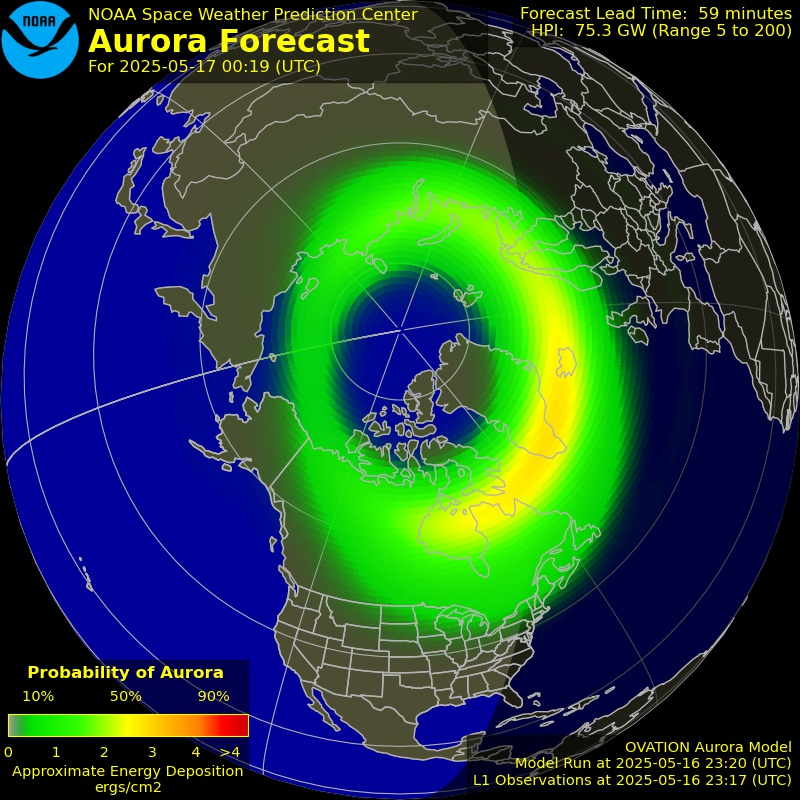 NOAA
NOAA Space Weather Prediction Center
Aurora Forecast
For 2025-05-17 00:19 (UTC)
Forecast Lead Time:  59 minutes
HPI:  75.3 GW (Range 5 to 200)
Probability of Aurora
10% 50% 90%
0 1 2 3 4 >4
Approximate Energy Deposition
ergs/cm2
OVATION Aurora Model
Model Run at 2025-05-16 23:20 (UTC)
L1 Observations at 2025-05-16 23:17 (UTC)